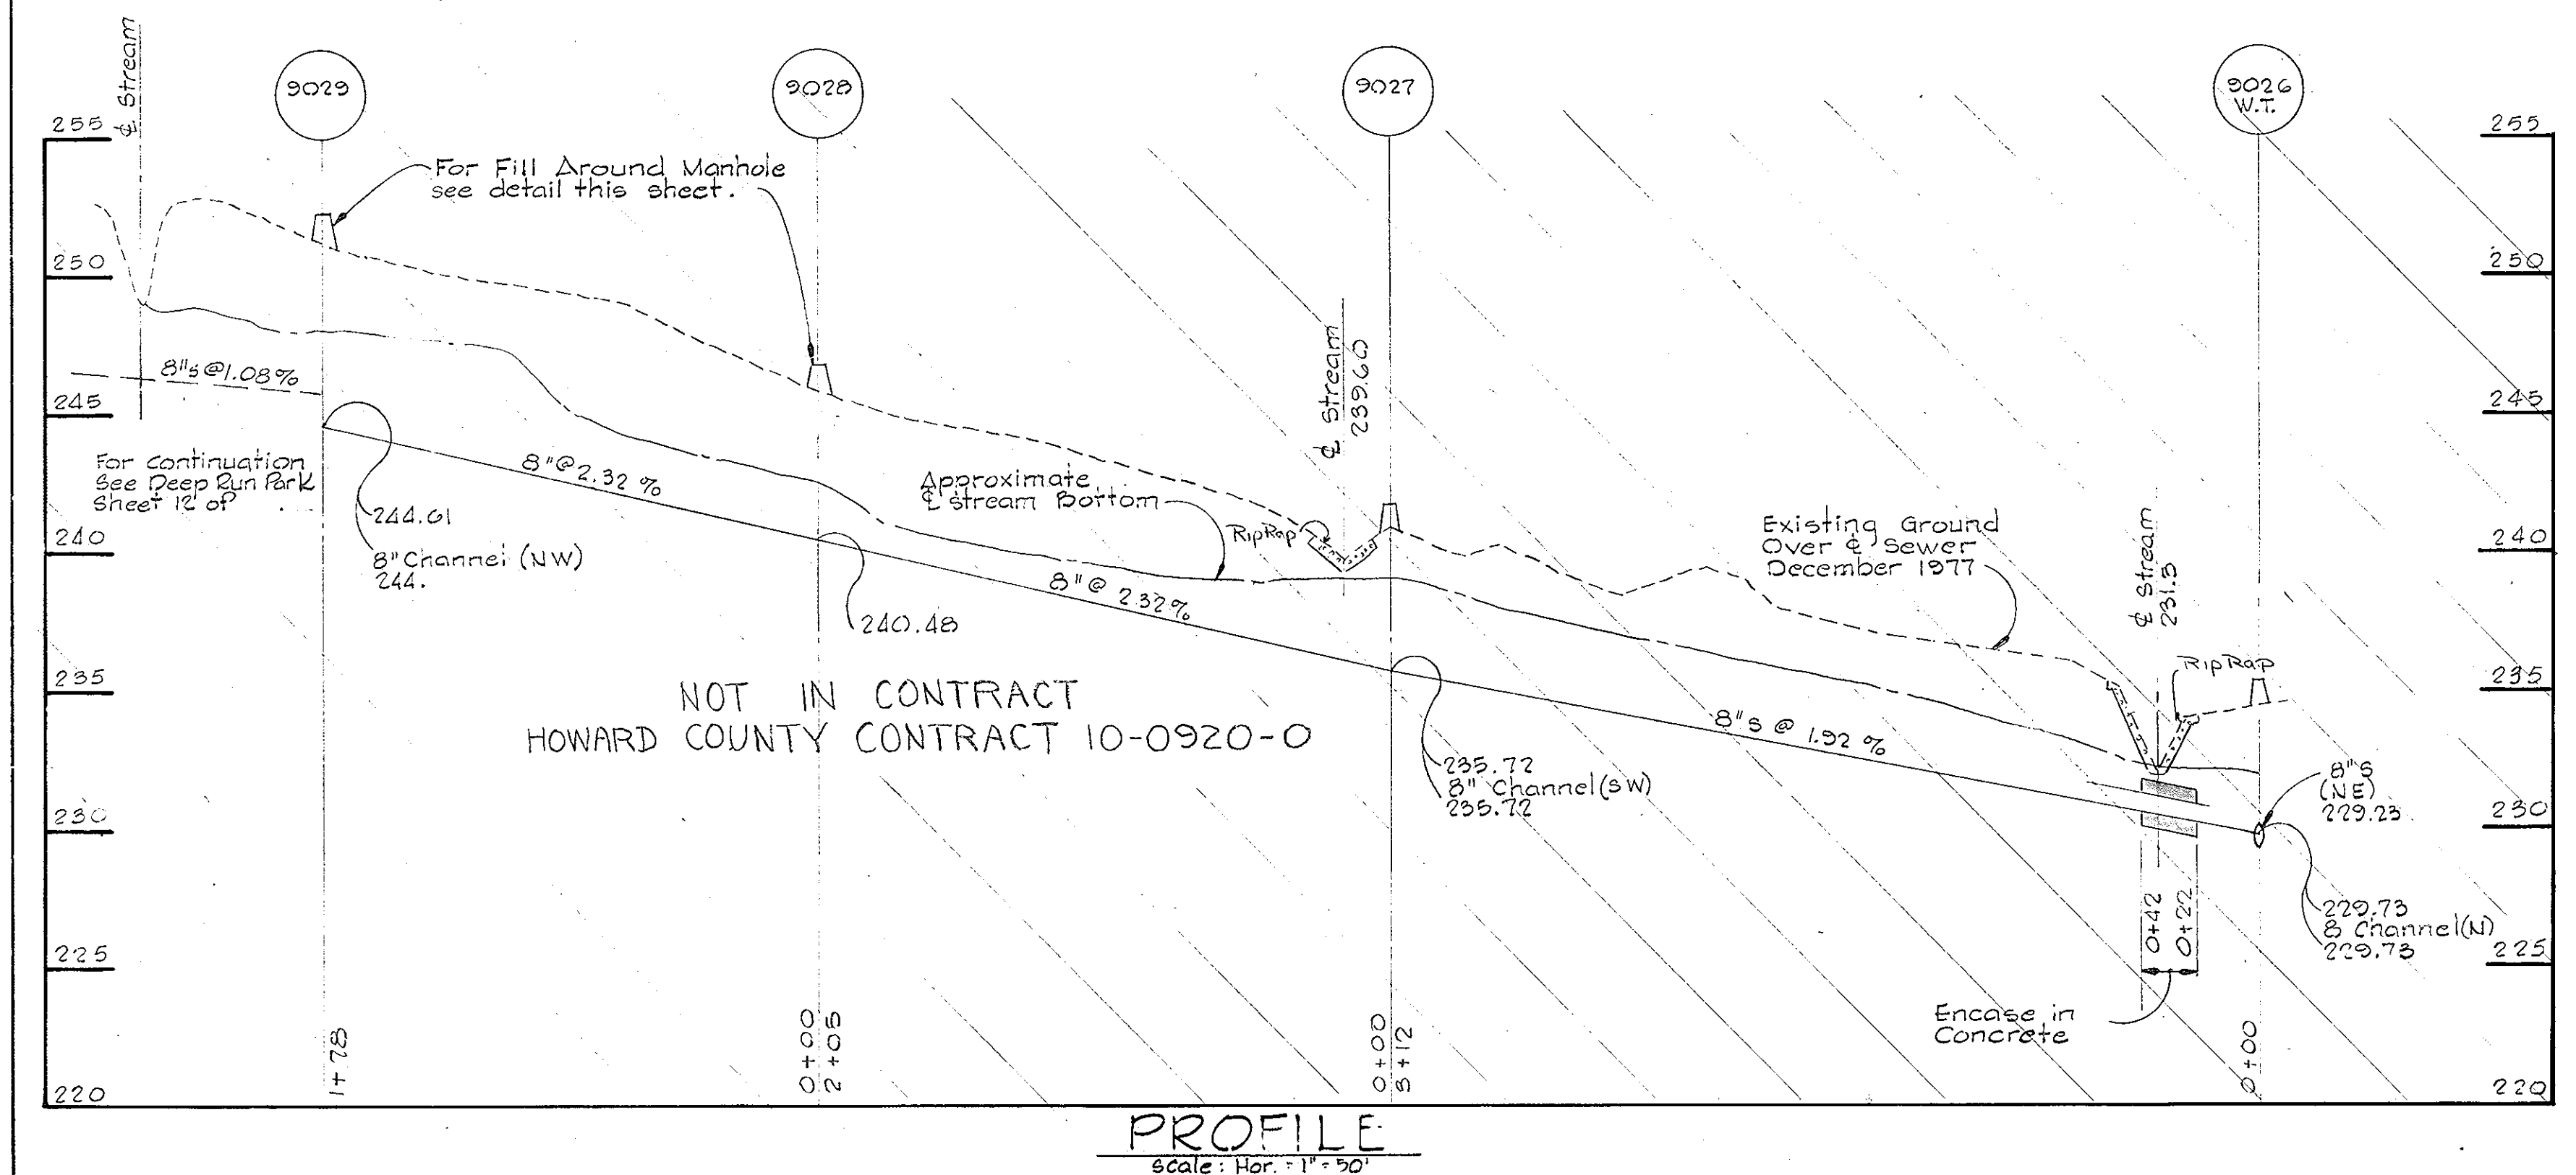 ℄ Stream
9029
9028
9027
9026
W.T.
255
255
For Fill Around Manhole
see detail this sheet.
250
250
℄ Stream
239.60
8"s @1.08%
245
245
For Continuation
See Deep Run Park
Sheet 12 of
8"@2.32 %
244.61
8" Channel (NW)
244.
Approximate
℄ Stream Bottom
RipRap
Existing Ground
Over ℄ Sewer
December 1977
℄ Stream
231.3
240
240
8"@ 2.32%
240.48
235
235
RipRap
NOT IN CONTRACT
HOWARD COUNTY CONTRACT 10-0920-0
8"S @ 1.92 %
235.72
8" Channel (SW)
235.72
8"S
(NE)
229.23
230
230
229.73
8 Channel (N)
229.73
0+42
0+22
225
225
Encase in
Concrete
1+78
0+00
2+05
0+00
3+12
0+00
220
220
PROFILE
Scale: Hor. = 1" = 50'